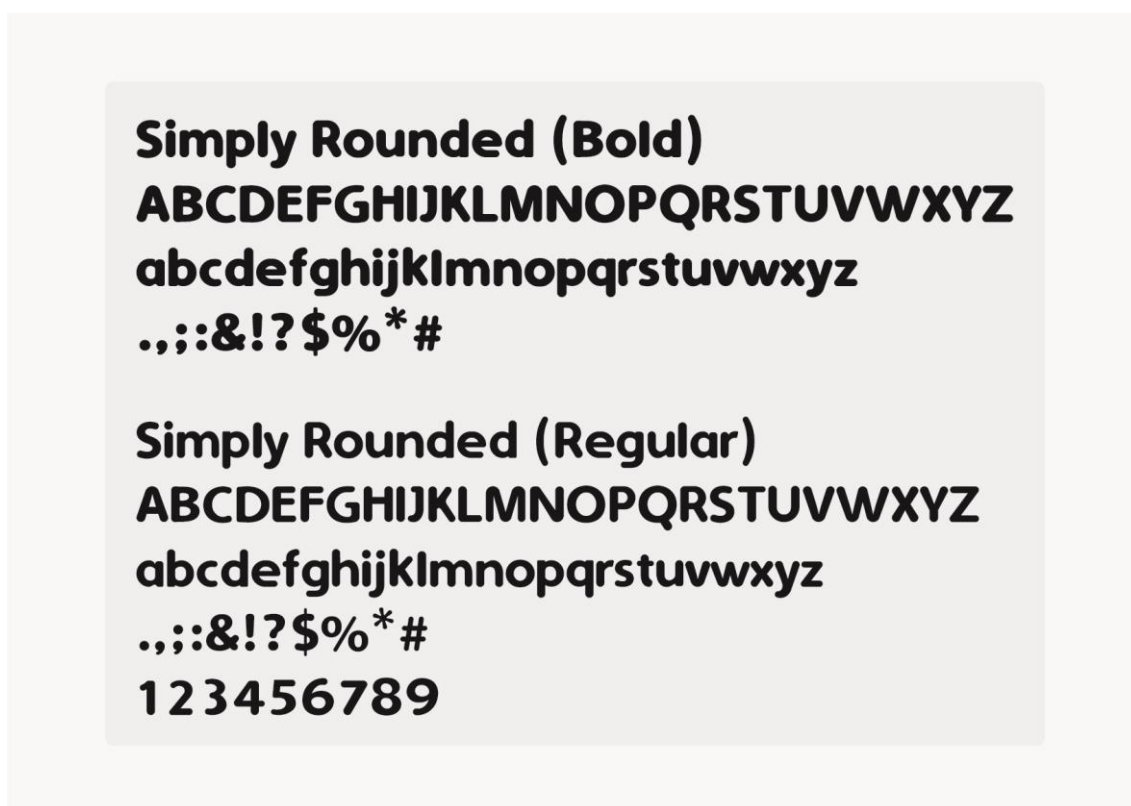 Simply Rounded (Bold)
ABCDEFGHIJKLMNOPQRSTUVWXYZ
abcdefghijklmnopqrstuvwxyz
.,;:&!?$%*#
Simply Rounded (Regular)
ABCDEFGHIJKLMNOPQRSTUVWXYZ
abcdefghijklmnopqrstuvwxyz
.,;:&!?$%*#
123456789